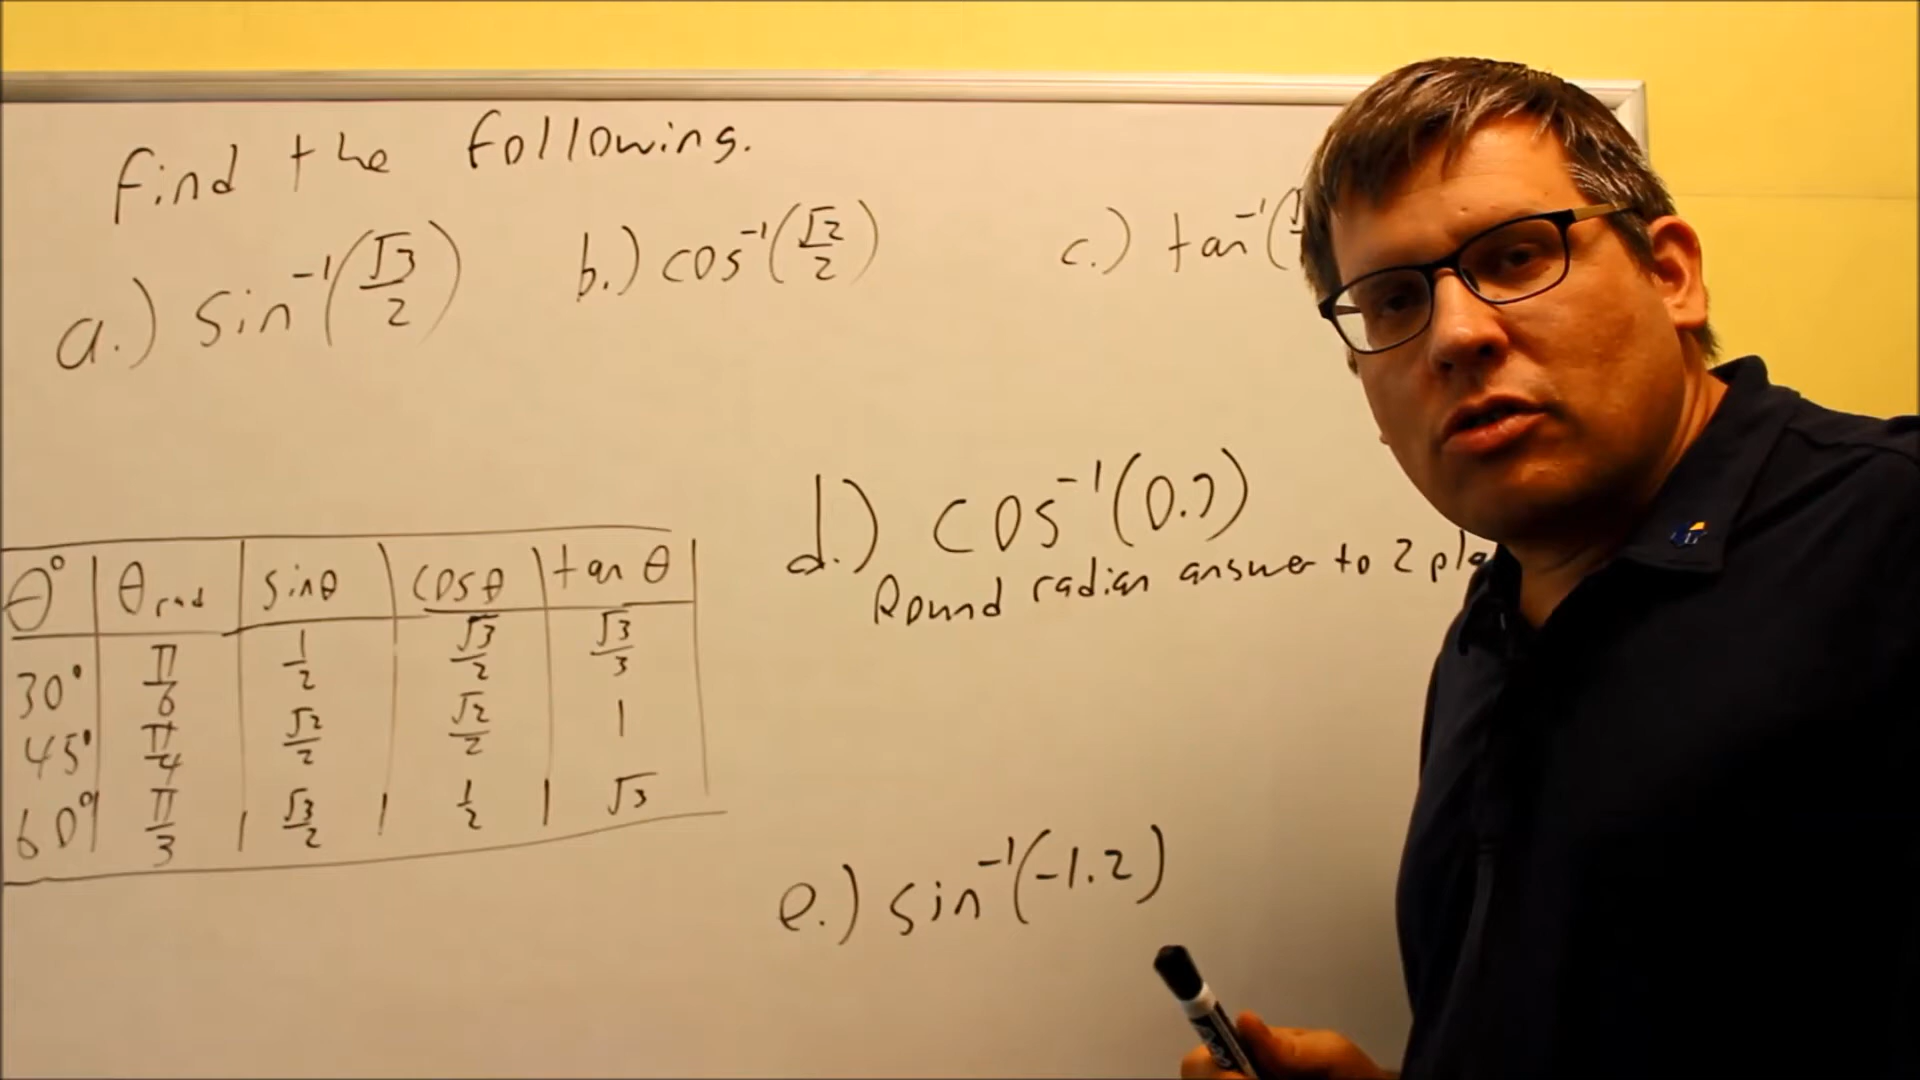 Find the following.
a.) sin⁻¹(√3/2) b.) cos⁻¹(√2/2) c.) tan⁻¹(
d.) cos⁻¹(0.7)
Round radian answer to 2
θ° θrad sinθ cosθ tanθ
30° π/6 1/2 √3/2 √3/3
45° π/4 √2/2 √2/2 1
60° π/3 √3/2 1/2 √3
e.) sin⁻¹(-1.2)